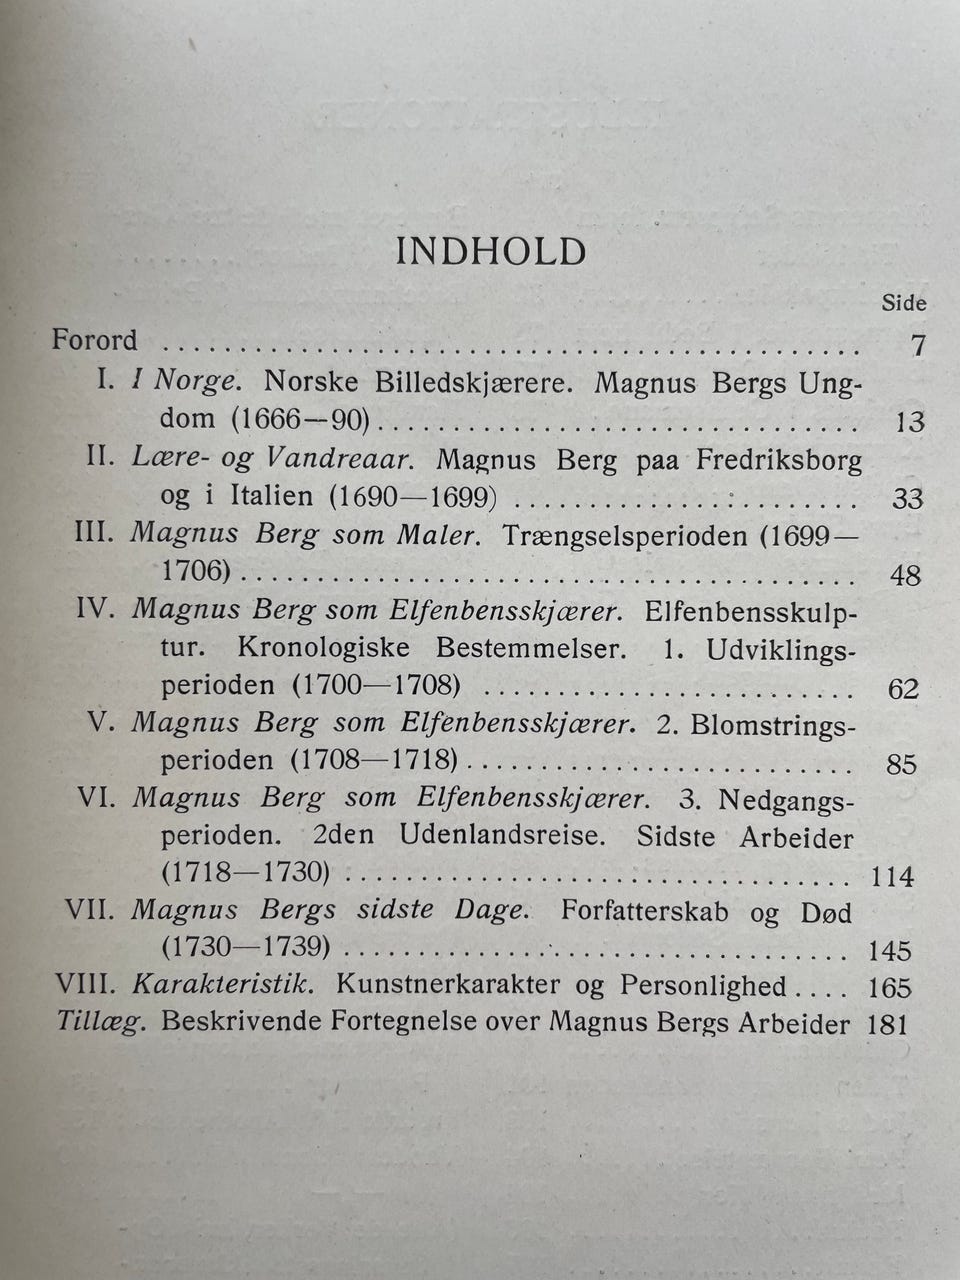 INDHOLD
Side
Forord ............................................... 7
I. I Norge. Norske Billedskjærere. Magnus Bergs Ung-
dom (1666—90)................................ 13
II. Lære- og Vandreaar. Magnus Berg paa Fredriksborg
og i Italien (1690—1699) ....................... 33
III. Magnus Berg som Maler. Trængselsperioden (1699—
1706) ......................................... 48
IV. Magnus Berg som Elfenbensskjærer. Elfenbensskulp-
tur. Kronologiske Bestemmelser. 1. Udviklings-
perioden (1700—1708) ......................... 62
V. Magnus Berg som Elfenbensskjærer. 2. Blomstrings-
perioden (1708—1718) .......................... 85
VI. Magnus Berg som Elfenbensskjærer. 3. Nedgangs-
perioden. 2den Udenlandsreise. Sidste Arbeider
(1718—1730) .................................. 114
VII. Magnus Bergs sidste Dage. Forfatterskab og Død
(1730—1739) .................................. 145
VIII. Karakteristik. Kunstnerkarakter og Personlighed .... 165
Tillæg. Beskrivende Fortegnelse over Magnus Bergs Arbeider 181